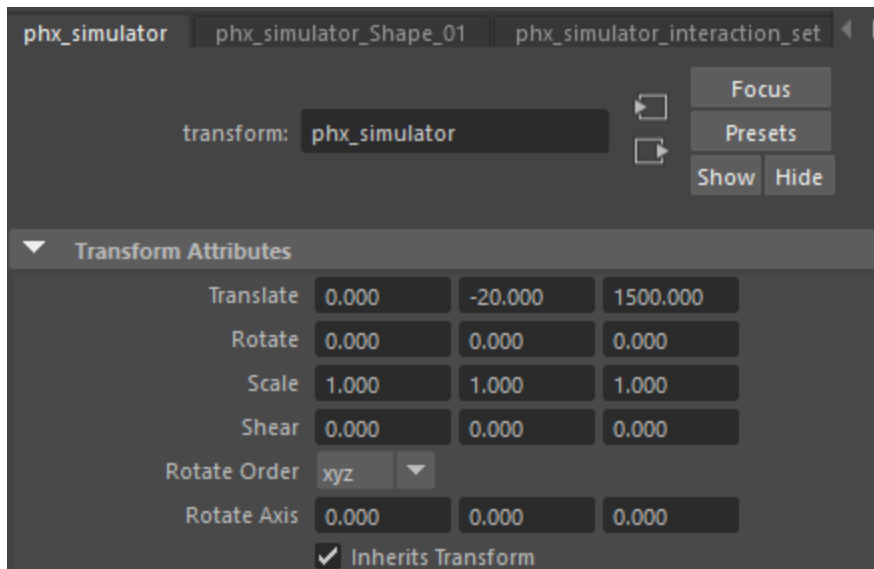 phx_simulator phx_simulator_Shape_01 phx_simulator_interaction_set
Focus
transform: phx_simulator Presets
Show Hide
Transform Attributes
Translate 0.000 -20.000 1500.000
Rotate 0.000 0.000 0.000
Scale 1.000 1.000 1.000
Shear 0.000 0.000 0.000
Rotate Order xyz
Rotate Axis 0.000 0.000 0.000
Inherits Transform